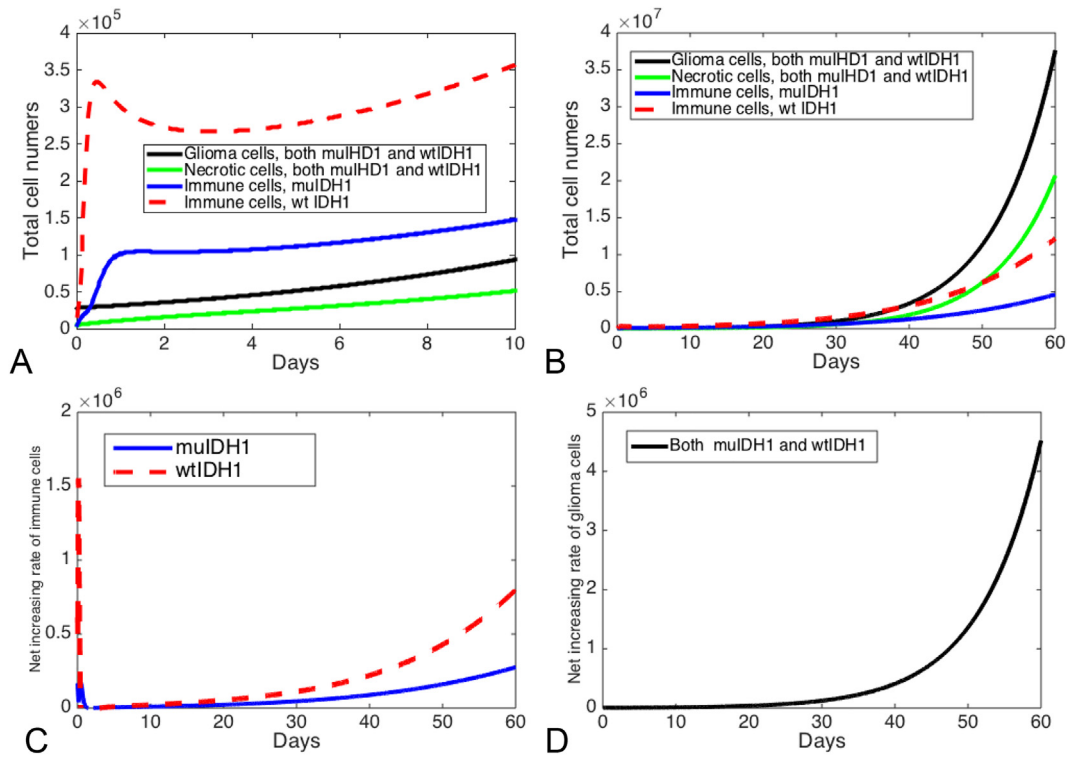 ×10^5
4
3.5
3
2.5
2
1.5
1
0.5
0
Total cell numers
Glioma cells, both muIHD1 and wtIDH1
Necrotic cells, both muIHD1 and wtIDH1
Immune cells, muIDH1
Immune cells, wt IDH1
0 2 4 6 8 10
Days
A
×10^7
4
3.5
3
2.5
2
1.5
1
0.5
0
Total cell numbers
Glioma cells, both muIHD1 and wtIDH1
Necrotic cells, both muIHD1 and wtIDH1
Immune cells, muIDH1
Immune cells, wt IDH1
0 10 20 30 40 50 60
Days
B
×10^6
2
1.5
1
0.5
0
Net increasing rate of immune cells
muIDH1
wtIDH1
0 10 20 30 40 50 60
Days
C
×10^6
5
4
3
2
1
0
Net increasing rate of glioma cells
Both muIDH1 and wtIDH1
0 10 20 30 40 50 60
Days
D